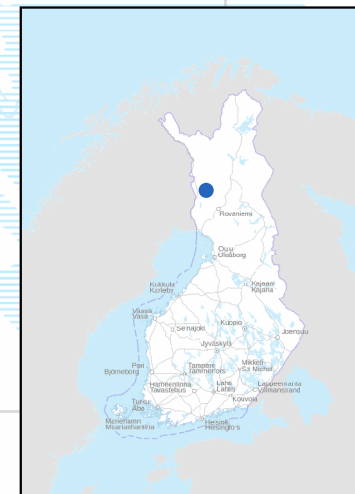 Rovaniemi
Oulu
Uleåborg
Kokkola
Karleby
Kajaani
Kajana
Vaasa
Vasa
Seinäjoki
Kuopio
Joensuu
Jyväskylä
Pori
Björneborg
Tampere
Tammerfors
Mikkeli
S:t Michel
Hämeenlinna
Tavastehus
Lahti
Lahtis
Lappeenranta
Villmanstrand
Kouvola
Turku
Åbo
Mariehamn
Maarianhamina
Helsinki
Helsingfors